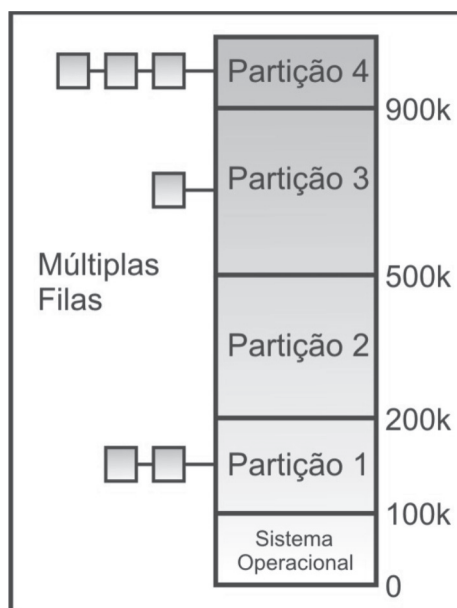 Partição 4
900k
Partição 3
Múltiplas
Filas
500k
Partição 2
200k
Partição 1
100k
Sistema
Operacional
0